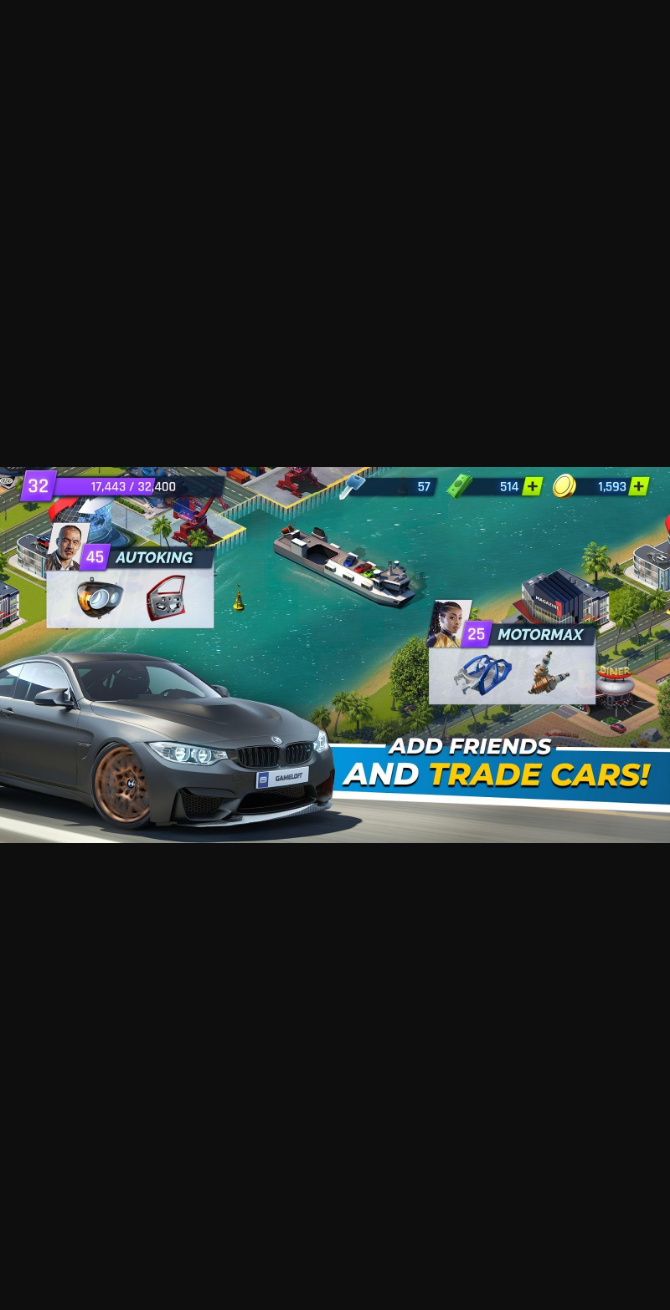 32
17,443 / 32,400
57
514
1,593
45 AUTOKING
25 MOTORMAX
DINER
GAMELOFT
ADD FRIENDS
AND TRADE CARS!